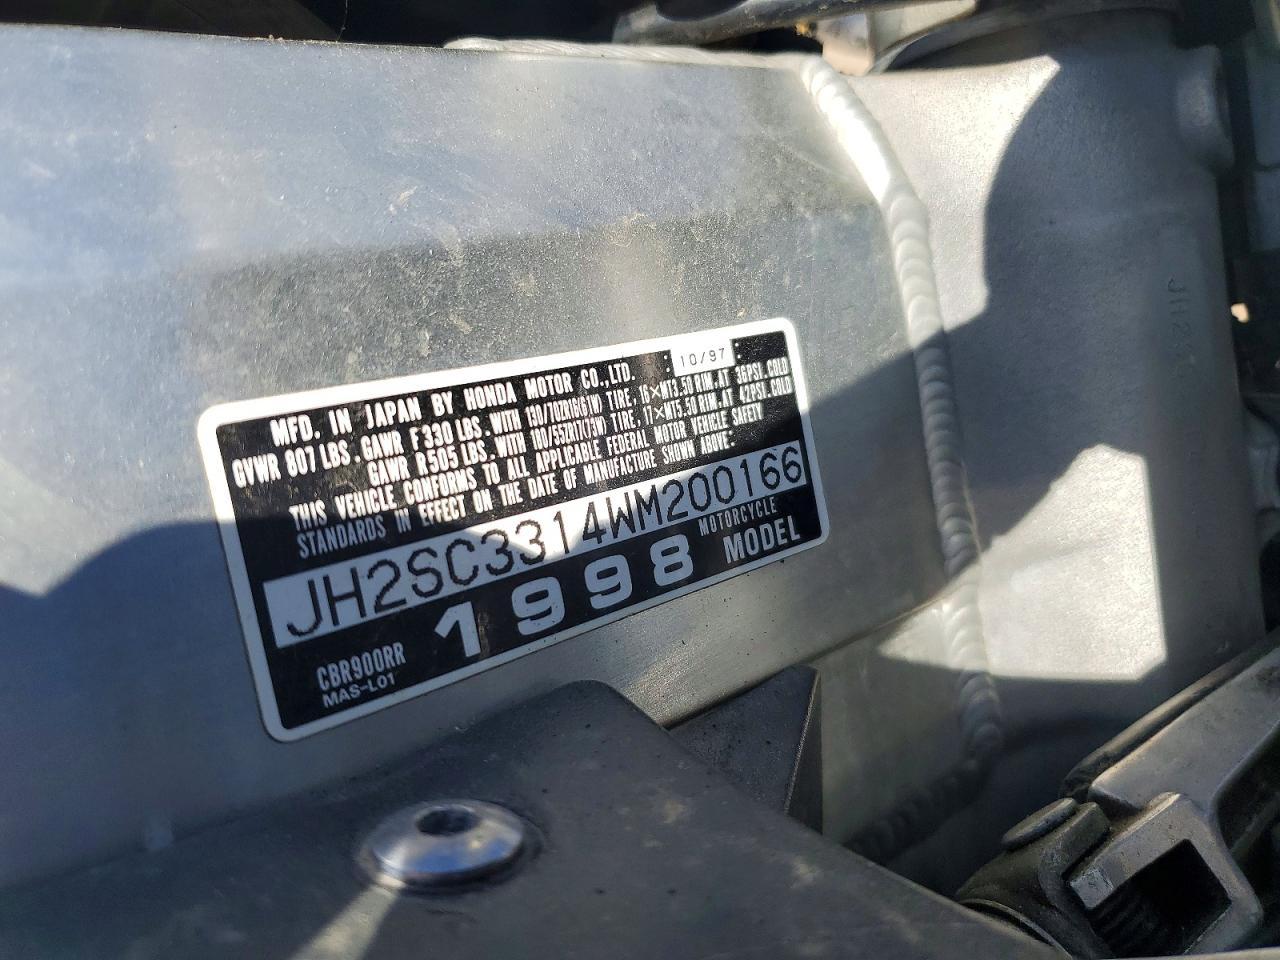 MFD. IN JAPAN BY HONDA MOTOR CO.,LTD. 10/97
GVWR 807 LBS. GAWR F 330 LBS. WITH 130/70ZR16(61W) TIRE, 16×MT3.50 RIM, AT 36PSI. COLD
GAWR R 505 LBS. WITH 180/55ZR17(73W) TIRE, 17×MT5.50 RIM, AT 42PSI. COLD
THIS VEHICLE CONFORMS TO ALL APPLICABLE FEDERAL MOTOR VEHICLE SAFETY
STANDARDS IN EFFECT ON THE DATE OF MANUFACTURE SHOWN ABOVE.
JH2SC3314WM200166
MOTORCYCLE
CBR900RR 1998 MODEL
MAS-L01